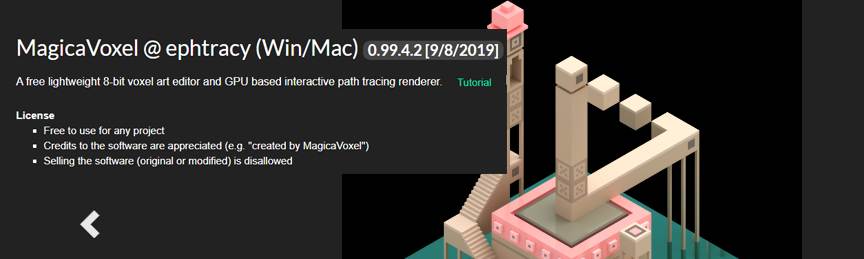 MagicaVoxel @ ephtracy (Win/Mac) 0.99.4.2 [9/8/2019]
A free lightweight 8-bit voxel art editor and GPU based interactive path tracing renderer. Tutorial
License
Free to use for any project
Credits to the software are appreciated (e.g. "created by MagicaVoxel")
Selling the software (original or modified) is disallowed